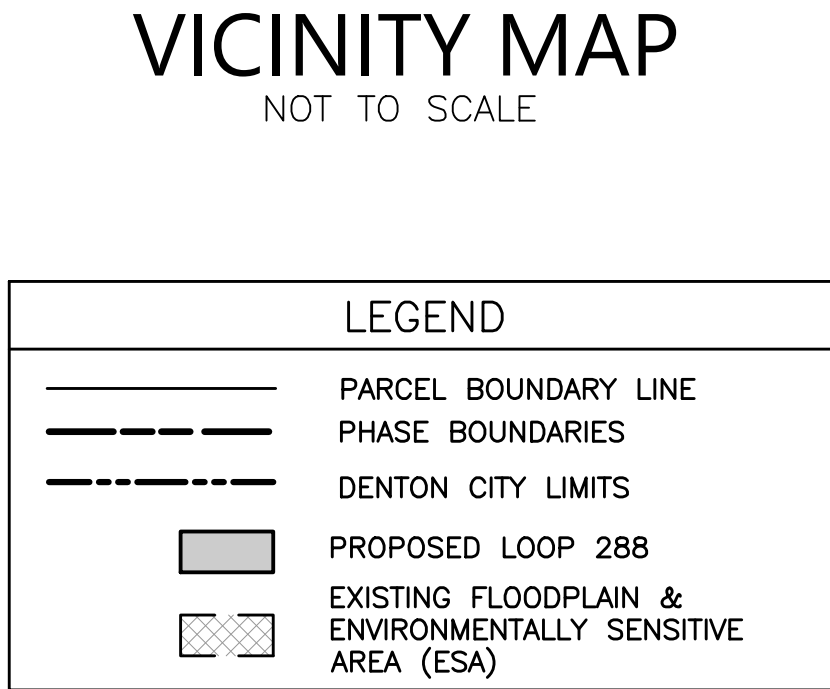 VICINITY MAP
NOT TO SCALE
LEGEND
PARCEL BOUNDARY LINE
PHASE BOUNDARIES
DENTON CITY LIMITS
PROPOSED LOOP 288
EXISTING FLOODPLAIN &
ENVIRONMENTALLY SENSITIVE
AREA (ESA)